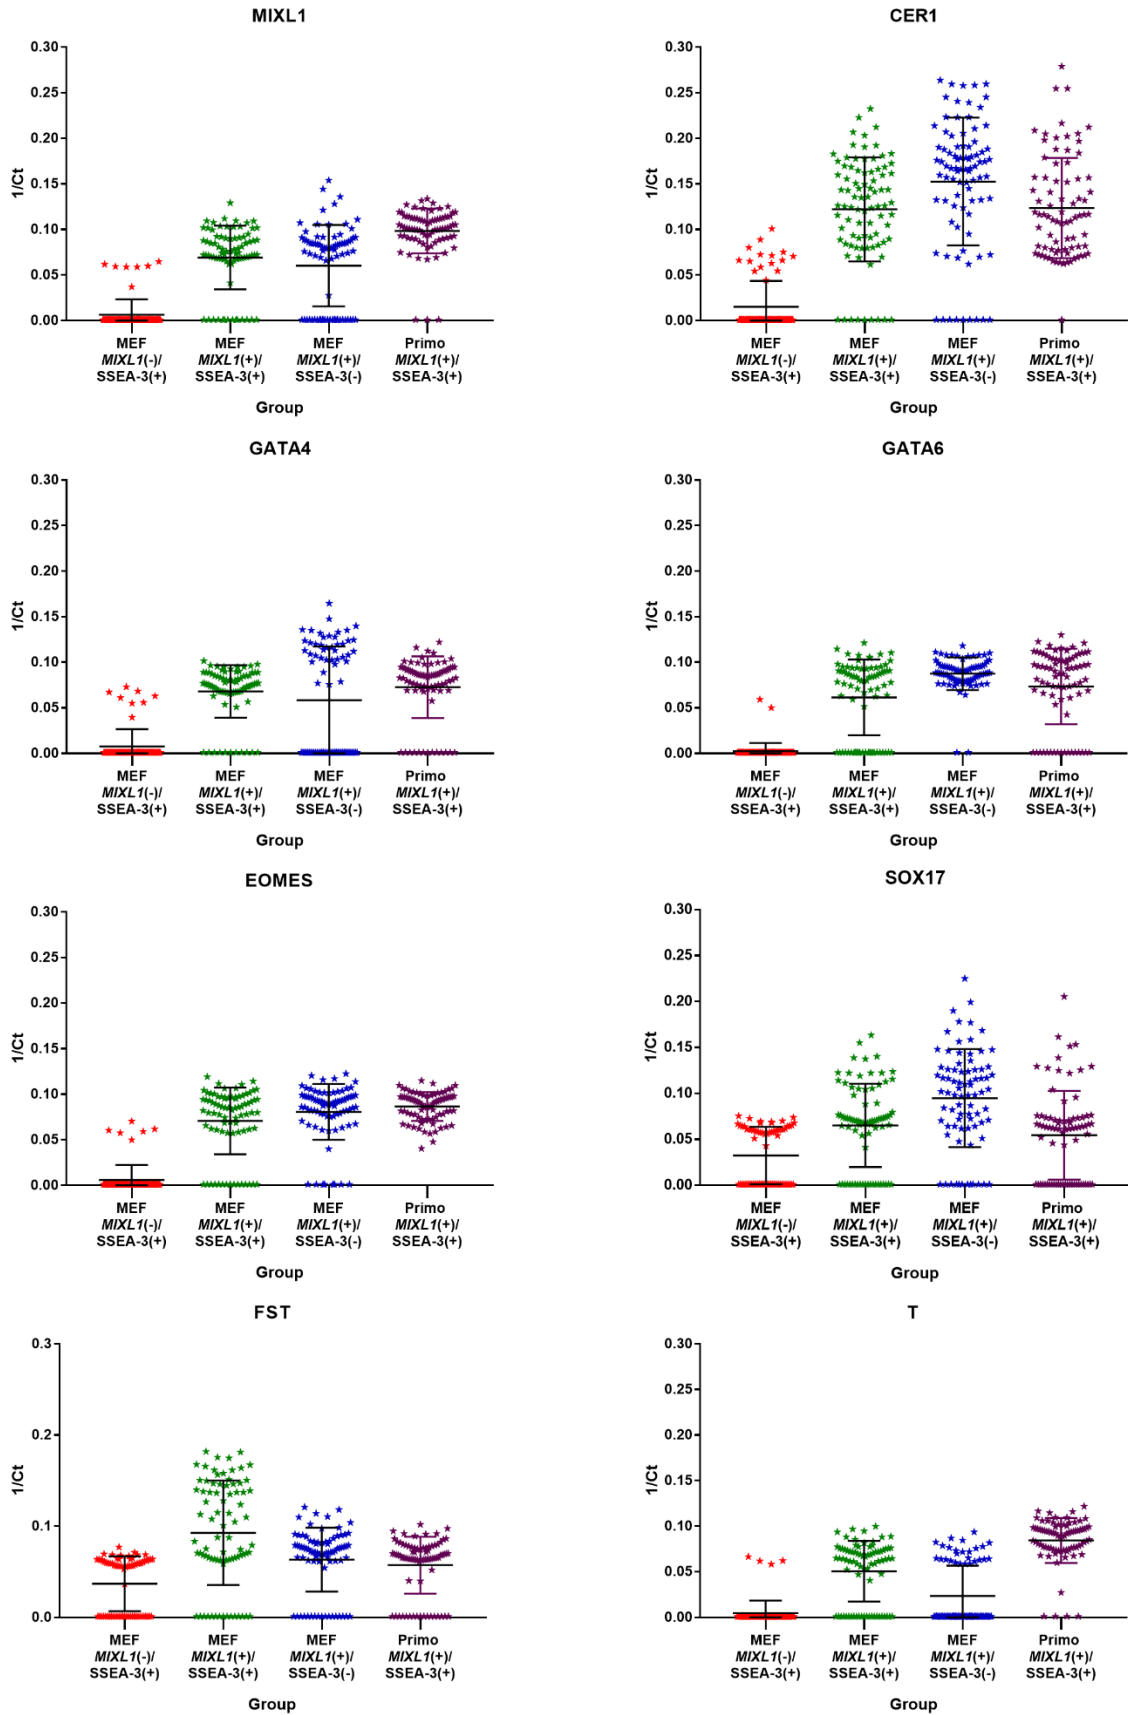 MIXL1
0.30
0.25
0.20
0.15
0.10
0.05
0.00
1/Ct
MEF MEF MEF Primo
MIXL1(-)/ MIXL1(+)/ MIXL1(+)/ MIXL1(+)/
SSEA-3(+) SSEA-3(+) SSEA-3(-) SSEA-3(+)
Group
CER1
0.30
0.25
0.20
0.15
0.10
0.05
0.00
1/Ct
MEF MEF MEF Primo
MIXL1(-)/ MIXL1(+)/ MIXL1(+)/ MIXL1(+)/
SSEA-3(+) SSEA-3(+) SSEA-3(-) SSEA-3(+)
Group
GATA4
0.30
0.25
0.20
0.15
0.10
0.05
0.00
1/Ct
MEF MEF MEF Primo
MIXL1(-)/ MIXL1(+)/ MIXL1(+)/ MIXL1(+)/
SSEA-3(+) SSEA-3(+) SSEA-3(-) SSEA-3(+)
Group
GATA6
0.30
0.25
0.20
0.15
0.10
0.05
0.00
1/Ct
MEF MEF MEF Primo
MIXL1(-)/ MIXL1(+)/ MIXL1(+)/ MIXL1(+)/
SSEA-3(+) SSEA-3(+) SSEA-3(-) SSEA-3(+)
Group
EOMES
0.30
0.25
0.20
0.15
0.10
0.05
0.00
1/Ct
MEF MEF MEF Primo
MIXL1(-)/ MIXL1(+)/ MIXL1(+)/ MIXL1(+)/
SSEA-3(+) SSEA-3(+) SSEA-3(-) SSEA-3(+)
Group
SOX17
0.30
0.25
0.20
0.15
0.10
0.05
0.00
1/Ct
MEF MEF MEF Primo
MIXL1(-)/ MIXL1(+)/ MIXL1(+)/ MIXL1(+)/
SSEA-3(+) SSEA-3(+) SSEA-3(-) SSEA-3(+)
Group
FST
0.3
0.2
0.1
0.0
1/Ct
MEF MEF MEF Primo
MIXL1(-)/ MIXL1(+)/ MIXL1(+)/ MIXL1(+)/
SSEA-3(+) SSEA-3(+) SSEA-3(-) SSEA-3(+)
Group
T
0.30
0.25
0.20
0.15
0.10
0.05
0.00
1/Ct
MEF MEF MEF Primo
MIXL1(-)/ MIXL1(+)/ MIXL1(+)/ MIXL1(+)/
SSEA-3(+) SSEA-3(+) SSEA-3(-) SSEA-3(+)
Group